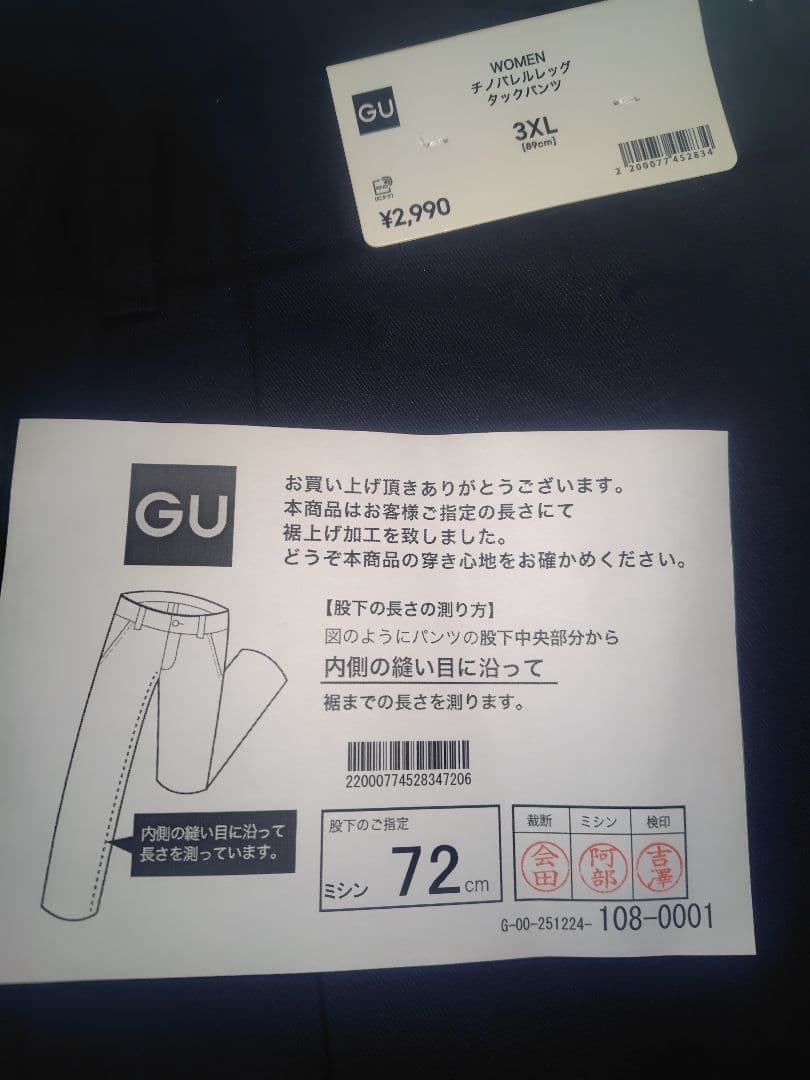 GU
WOMEN
チノバレルレッグ
タックパンツ
3XL
[89cm]
2 200077 452834
¥2,990
GU
お買い上げ頂きありがとうございます。
本商品はお客様ご指定の長さにて
裾上げ加工を致しました。
どうぞ本商品の穿き心地をお確かめください。
【股下の長さの測り方】
図のようにパンツの股下中央部分から
内側の縫い目に沿って
裾までの長さを測ります。
22000774528347206
内側の縫い目に沿って
長さを測っています。
股下のご指定
ミシン 72cm
裁断 ミシン 検印
会田 阿部 吉澤
G-00-251224-108-0001